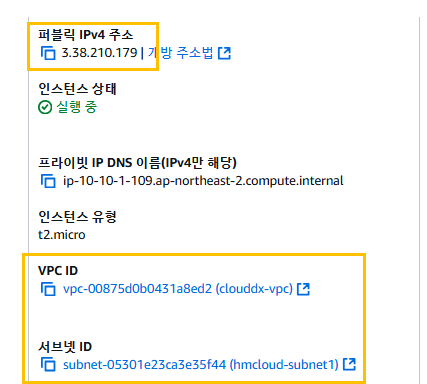 퍼블릭 IPv4 주소
3.38.210.179 | 개방 주소법
인스턴스 상태
실행 중
프라이빗 IP DNS 이름(IPv4만 해당)
ip-10-10-1-109.ap-northeast-2.compute.internal
인스턴스 유형
t2.micro
VPC ID
vpc-00875d0b0431a8ed2 (clouddx-vpc)
서브넷 ID
subnet-05301e23ca3e35f44 (hmcloud-subnet1)